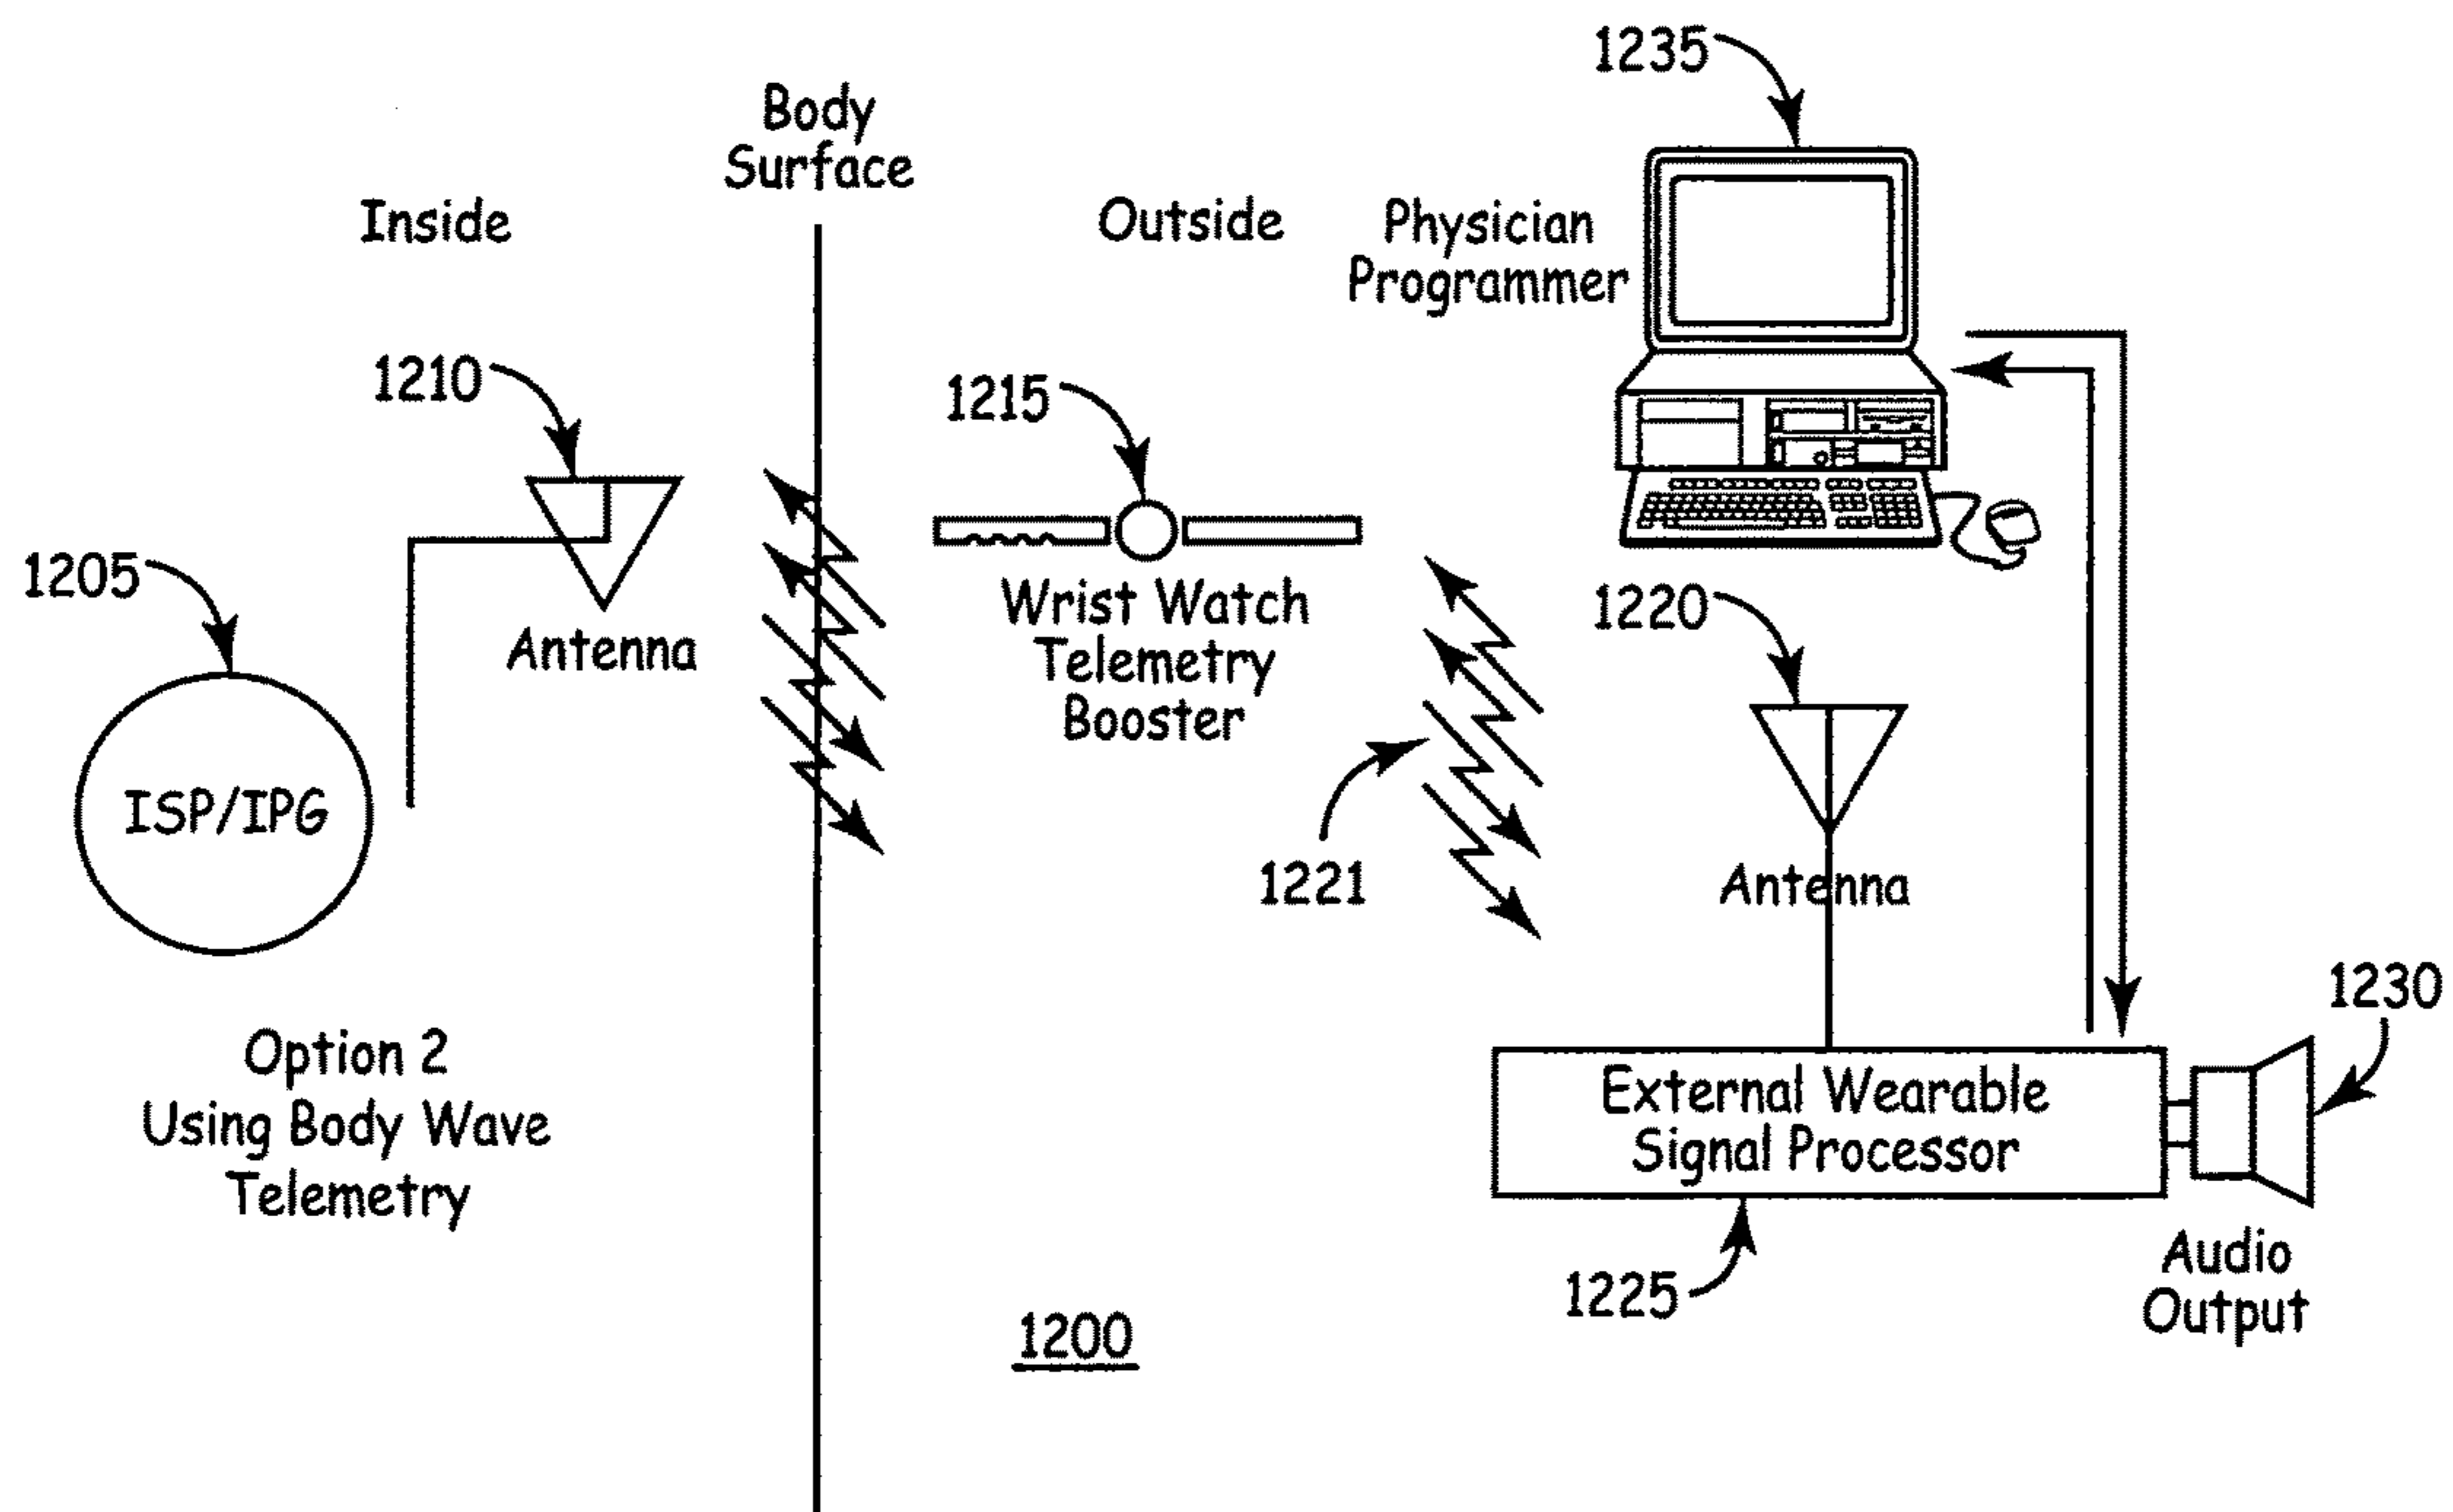 1235
Body
Surface
Inside
Outside
Physician
Programmer
1210
1215
1205
Antenna
Wrist Watch
Telemetry
Booster
1220
ISP/IPG
1221
Antenna
1230
Option 2
Using Body Wave
Telemetry
External Wearable
Signal Processor
1225
Audio
Output
1200